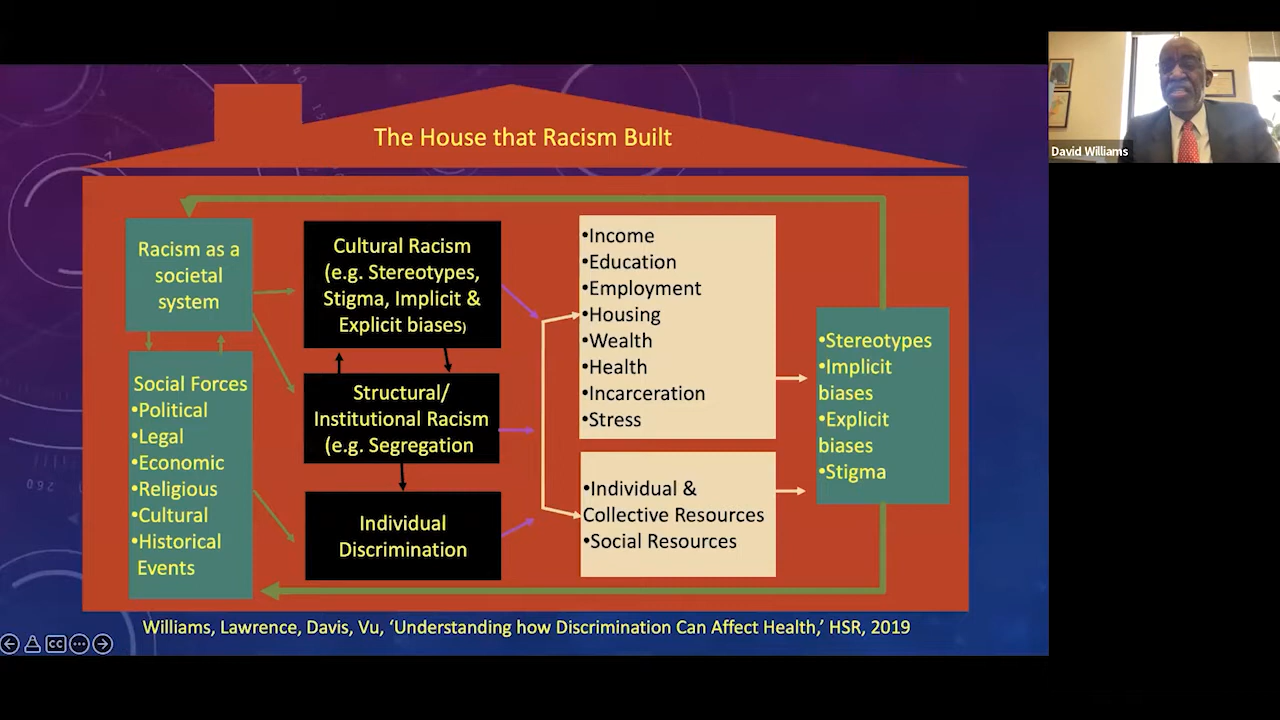 The House that Racism Built
Racism as a
societal
system
Social Forces
•Political
•Legal
•Economic
•Religious
•Cultural
•Historical
Events
Cultural Racism
(e.g. Stereotypes,
Stigma, Implicit &
Explicit biases)
Structural/
Institutional Racism
(e.g. Segregation
Individual
Discrimination
•Income
•Education
•Employment
•Housing
•Wealth
•Health
•Incarceration
•Stress
•Individual &
Collective Resources
•Social Resources
•Stereotypes
•Implicit
biases
•Explicit
biases
•Stigma
Williams, Lawrence, Davis, Vu, ‘Understanding how Discrimination Can Affect Health,’ HSR, 2019
CC
David Williams